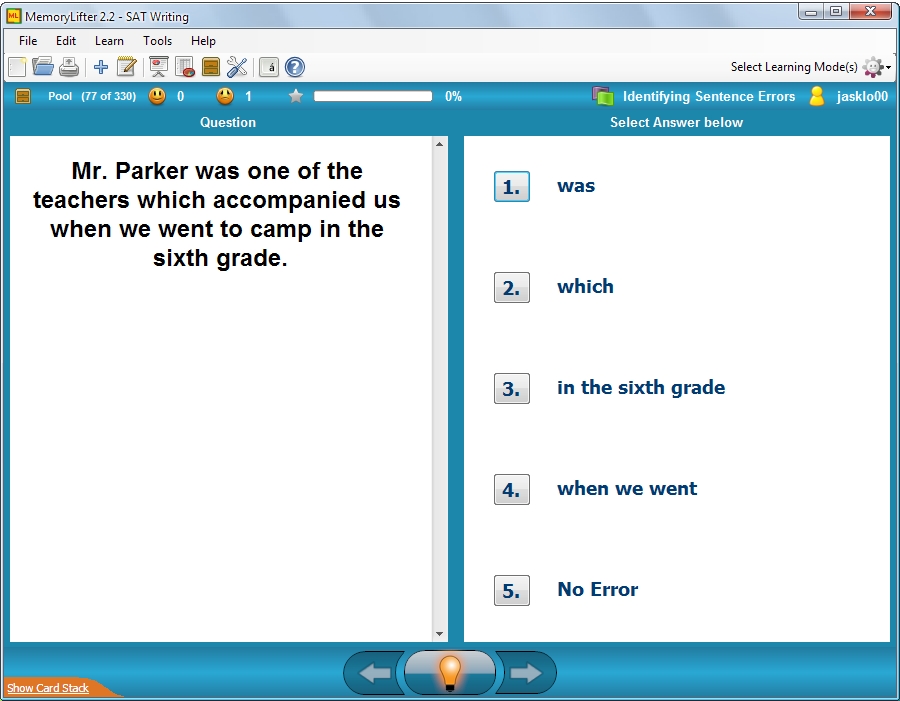 MemoryLifter 2.2 - SAT Writing
File Edit Learn Tools Help
á ? Select Learning Mode(s)
Pool (77 of 330) 0 1 0% Identifying Sentence Errors jasklo00
Question
Select Answer below
Mr. Parker was one of the
teachers which accompanied us
when we went to camp in the
sixth grade.
1. was
2. which
3. in the sixth grade
4. when we went
5. No Error
Show Card Stack